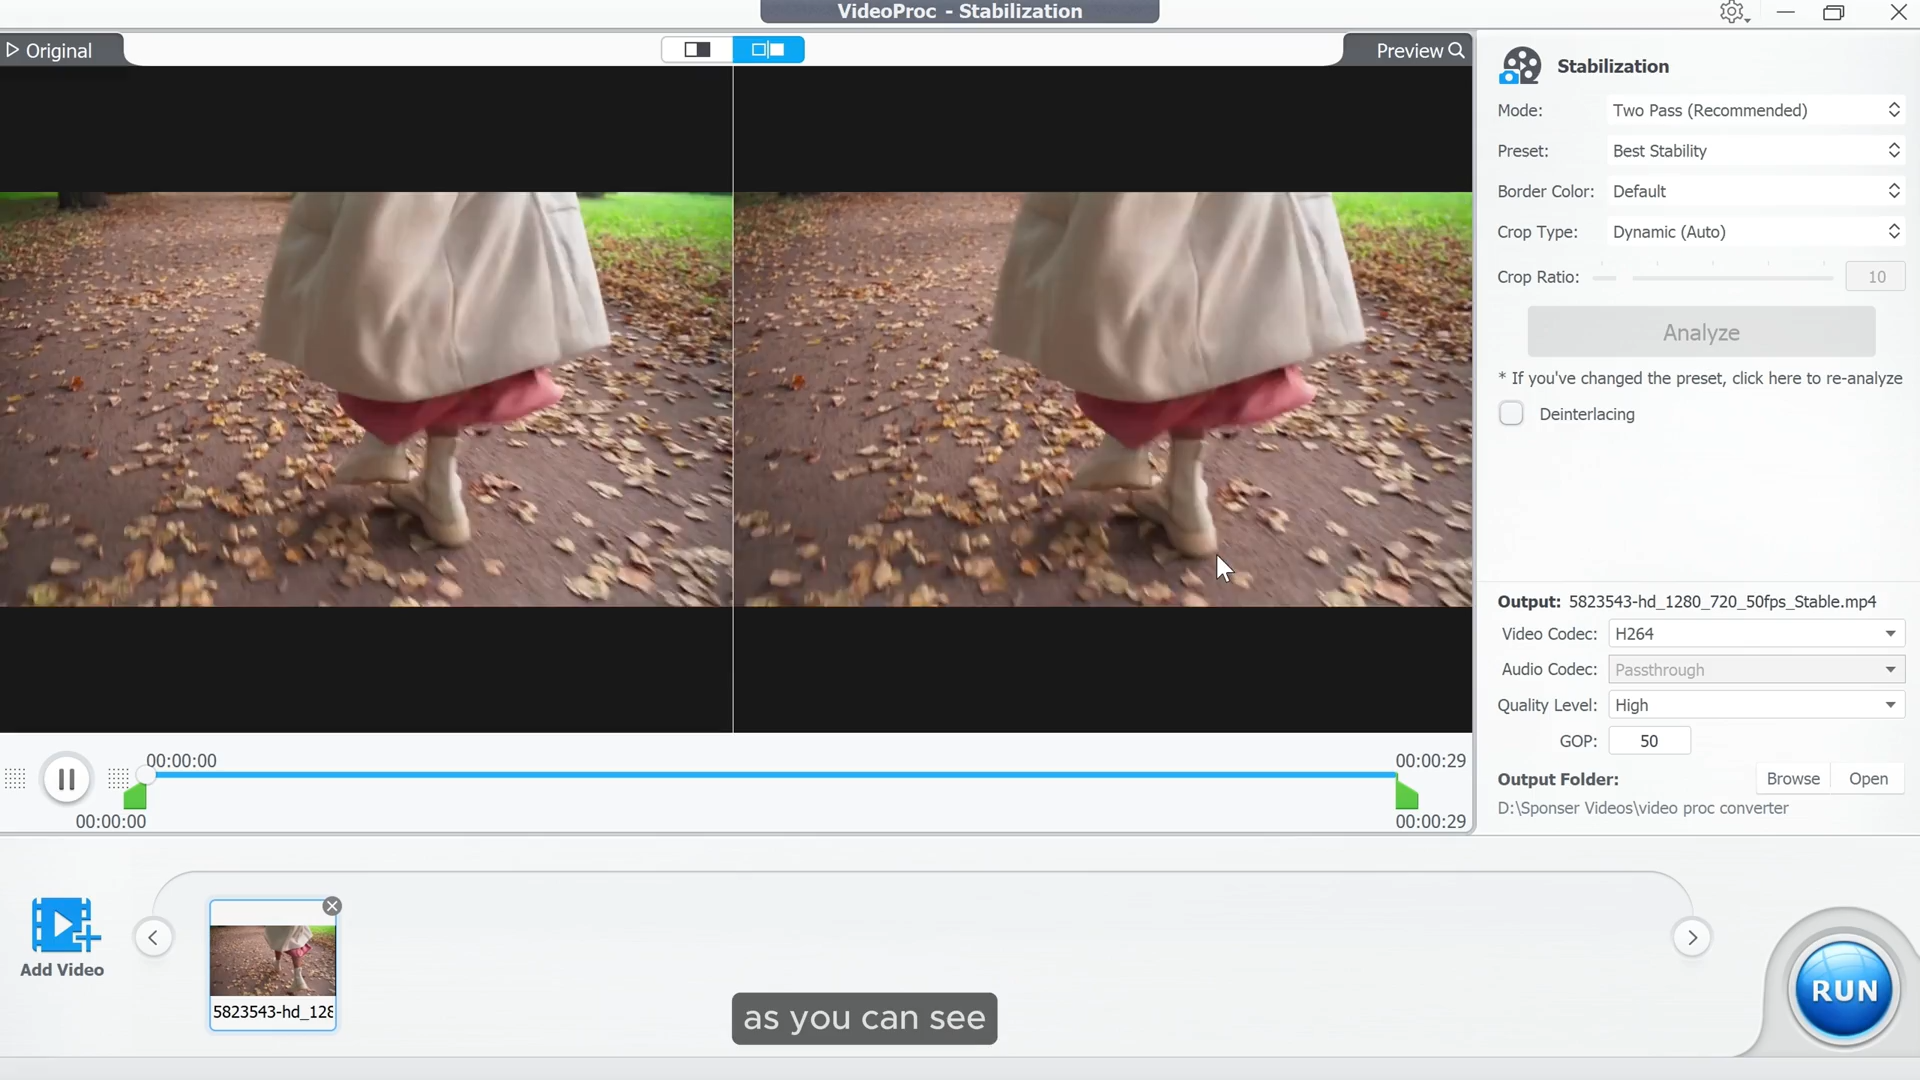 VideoProc - Stabilization
Original
Preview
Stabilization
Mode: Two Pass (Recommended)
Preset: Best Stability
Border Color: Default
Crop Type: Dynamic (Auto)
Crop Ratio: 10
Analyze
* If you've changed the preset, click here to re-analyze
Deinterlacing
Output: 5823543-hd_1280_720_50fps_Stable.mp4
Video Codec: H264
Audio Codec: Passthrough
Quality Level: High
GOP: 50
Output Folder: Browse Open
D:\Sponser Videos\video proc converter
00:00:00 00:00:29
00:00:00 00:00:29
Add Video
5823543-hd_128
as you can see
RUN